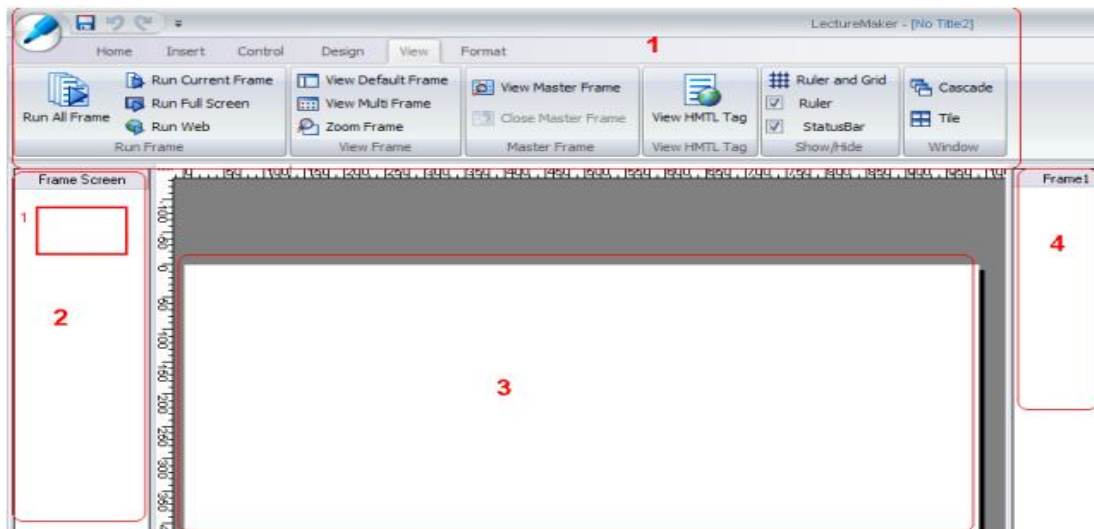 LectureMaker - [No Title2]
Home Insert Control Design View Format
1
Run All Frame
Run Current Frame
Run Full Screen
Run Web
Run Frame
View Default Frame
View Multi Frame
Zoom Frame
View Frame
View Master Frame
Close Master Frame
Master Frame
View HMTL Tag
View HMTL Tag
Ruler and Grid
Ruler
StatusBar
Show/Hide
Cascade
Tile
Window
Frame Screen
1
2
3
Frame1
4